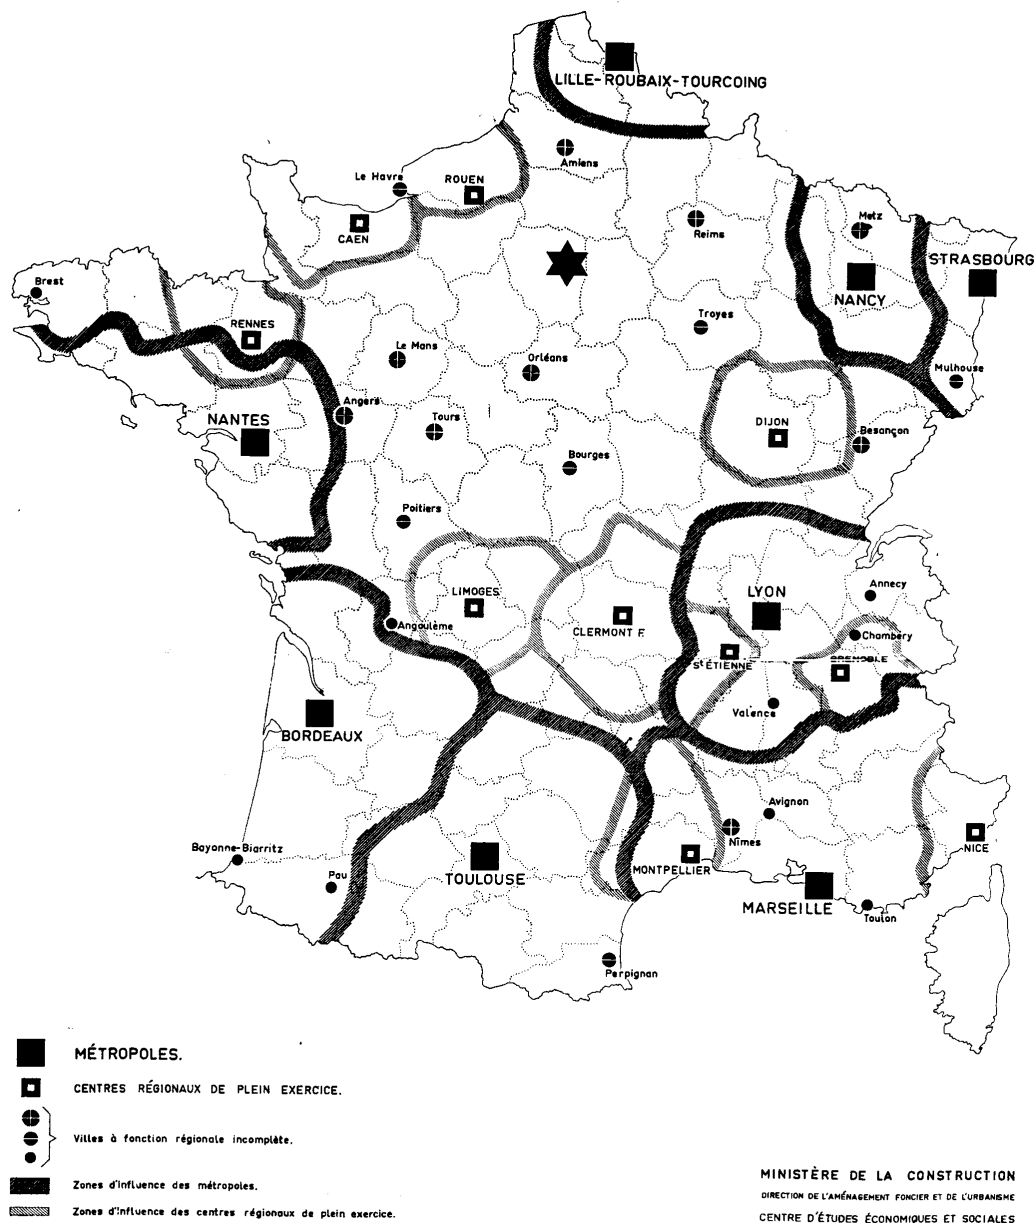 LILLE-ROUBAIX-TOURCOING
Amiens
Le Havre
ROUEN
CAEN
Reims
Metz
STRASBOURG
NANCY
Brest
RENNES
Le Mans
Orléans
Troyes
Mulhouse
NANTES
Angers
Tours
DIJON
Besançon
Bourges
Poitiers
LIMOGES
CLERMONT F.
LYON
Annecy
Angoulême
Chambéry
St ÉTIENNE
GRENOBLE
Valence
BORDEAUX
Avignon
Nîmes
NICE
Bayonne-Biarritz
Pau
TOULOUSE
MONTPELLIER
MARSEILLE
Toulon
Perpignan
MÉTROPOLES.
CENTRES RÉGIONAUX DE PLEIN EXERCICE.
Villes à fonction régionale incomplète.
Zones d'influence des métropoles.
Zones d'influence des centres régionaux de plein exercice.
MINISTÈRE DE LA CONSTRUCTION
DIRECTION DE L'AMÉNAGEMENT FONCIER ET DE L'URBANISME
CENTRE D'ÉTUDES ÉCONOMIQUES ET SOCIALES